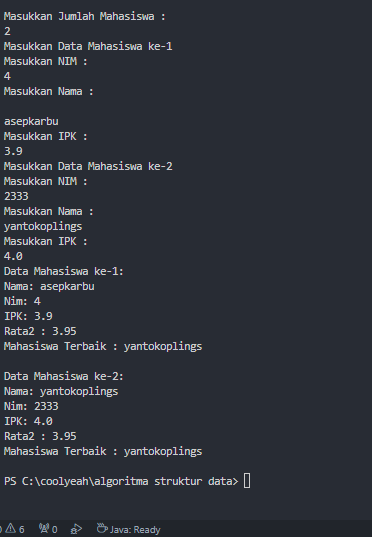 Masukkan Jumlah Mahasiswa :
2
Masukkan Data Mahasiswa ke-1
Masukkan NIM :
4
Masukkan Nama :
asepkarbu
Masukkan IPK :
3.9
Masukkan Data Mahasiswa ke-2
Masukkan NIM :
2333
Masukkan Nama :
yantokoplings
Masukkan IPK :
4.0
Data Mahasiswa ke-1:
Nama: asepkarbu
Nim: 4
IPK: 3.9
Rata2 : 3.95
Mahasiswa Terbaik : yantokoplings
Data Mahasiswa ke-2:
Nama: yantokoplings
Nim: 2333
IPK: 4.0
Rata2 : 3.95
Mahasiswa Terbaik : yantokoplings
PS C:\coolyeah\algoritma struktur data>
6 0 Java: Ready